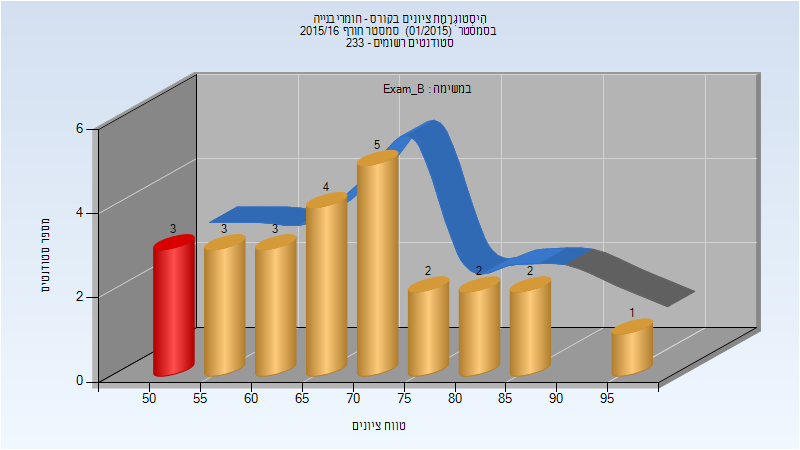 היסטוגרמת ציונים בקורס - חומרי בנייה
בסמסטר (01/2015) סמסטר חורף 2015/16
סטודנטים רשומים - 233
במשימה : Exam_B
מספר סטודנטים
6
4
2
0
3
3
3
4
5
2
2
2
1
50 55 60 65 70 75 80 85 90 95
טווח ציונים